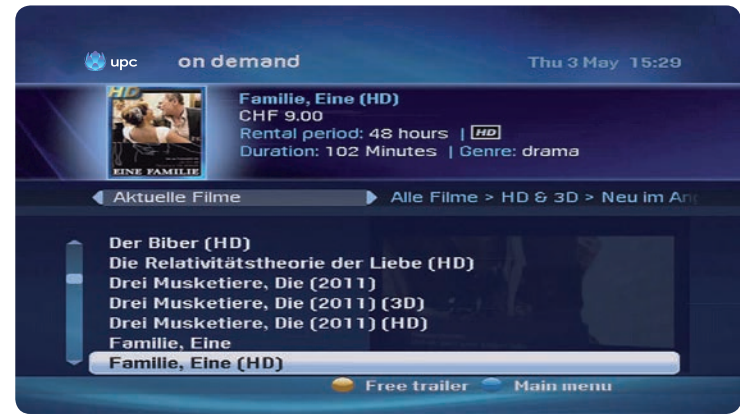 upc on demand Thu 3 May 15:29
HD
EINE FAMILIE
Familie, Eine (HD)
CHF 9.00
Rental period: 48 hours | HD
Duration: 102 Minutes | Genre: drama
Aktuelle Filme Alle Filme > HD & 3D > Neu im
Der Biber (HD)
Die Relativitätstheorie der Liebe (HD)
Drei Musketiere, Die (2011)
Drei Musketiere, Die (2011) (3D)
Drei Musketiere, Die (2011) (HD)
Familie, Eine
Familie, Eine (HD)
Free trailer Main menu